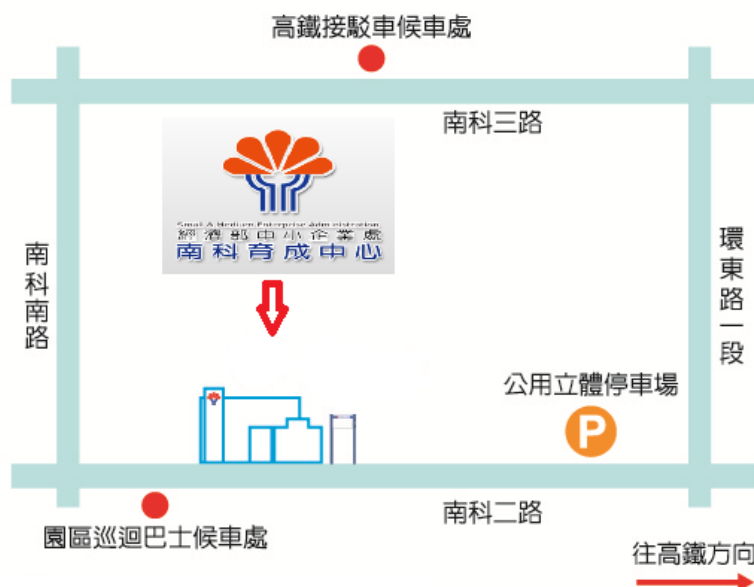 高鐵接駁車候車處
南科三路
Small & Medium Enterprise Administration
經濟部中小企業處
南科育成中心
南科南路
環東路一段
公用立體停車場
P
南科二路
園區巡迴巴士候車處
往高鐵方向